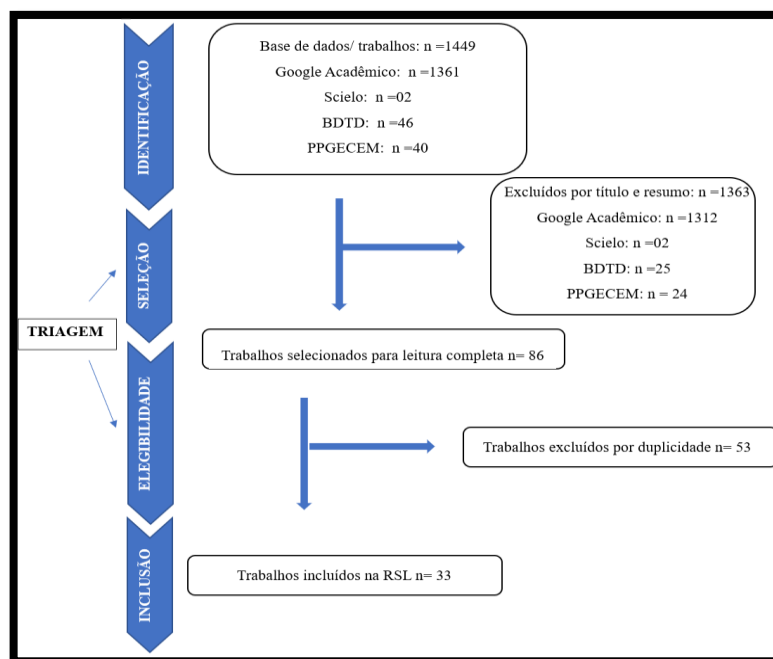 IDENTIFICAÇÃO
Base de dados/ trabalhos: n =1449
Google Acadêmico: n =1361
Scielo: n =02
BDTD: n =46
PPGECEM: n =40
Excluídos por título e resumo: n =1363
Google Acadêmico: n =1312
Scielo: n =02
BDTD: n =25
PPGECEM: n = 24
SELEÇÃO
TRIAGEM
Trabalhos selecionados para leitura completa n= 86
ELEGIBILIDADE
Trabalhos excluídos por duplicidade n= 53
INCLUSÃO
Trabalhos incluídos na RSL n= 33